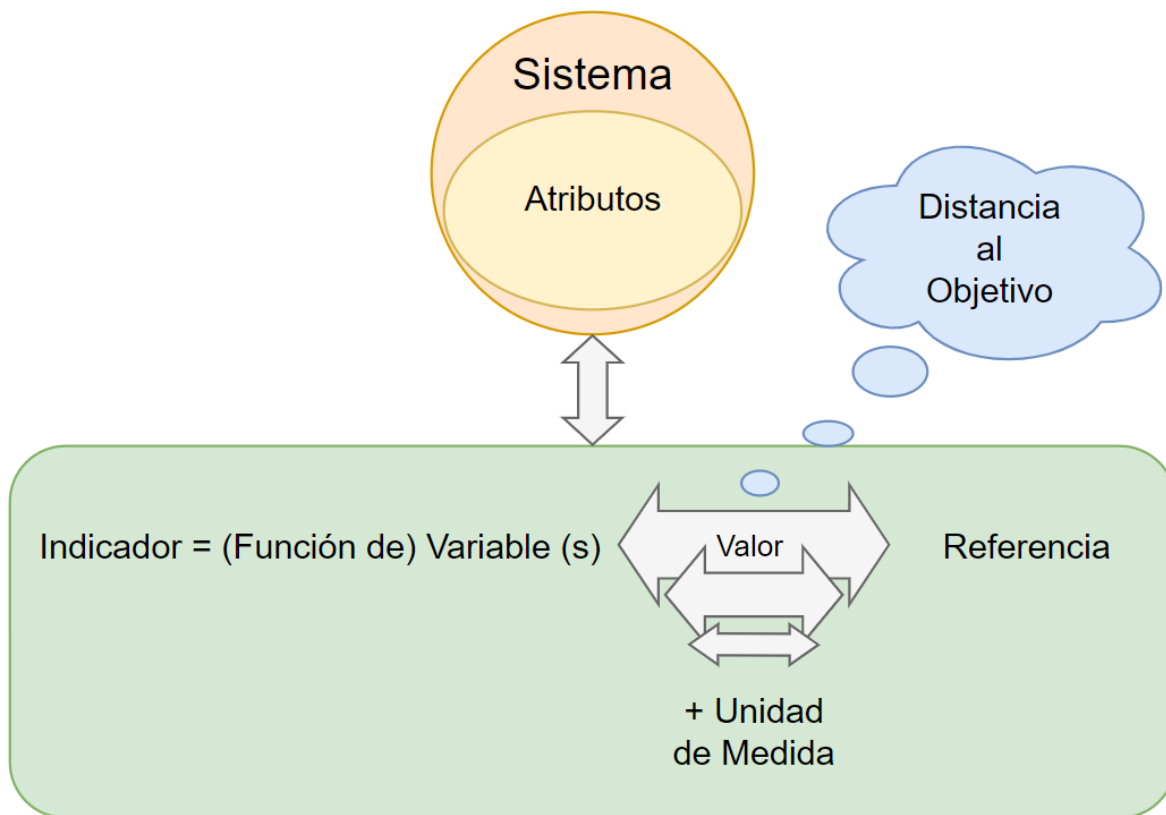 Sistema
Atributos
Distancia
al
Objetivo
Indicador = (Función de) Variable (s)
Valor
Referencia
+ Unidad
de Medida